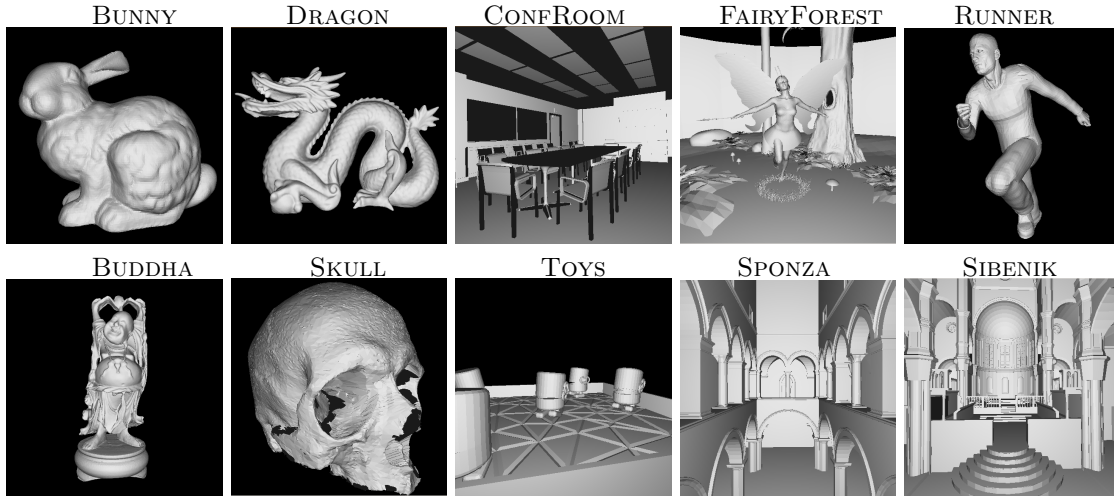 BUNNY DRAGON CONFROOM FAIRYFOREST RUNNER
BUDDHA SKULL TOYS SPONZA SIBENIK